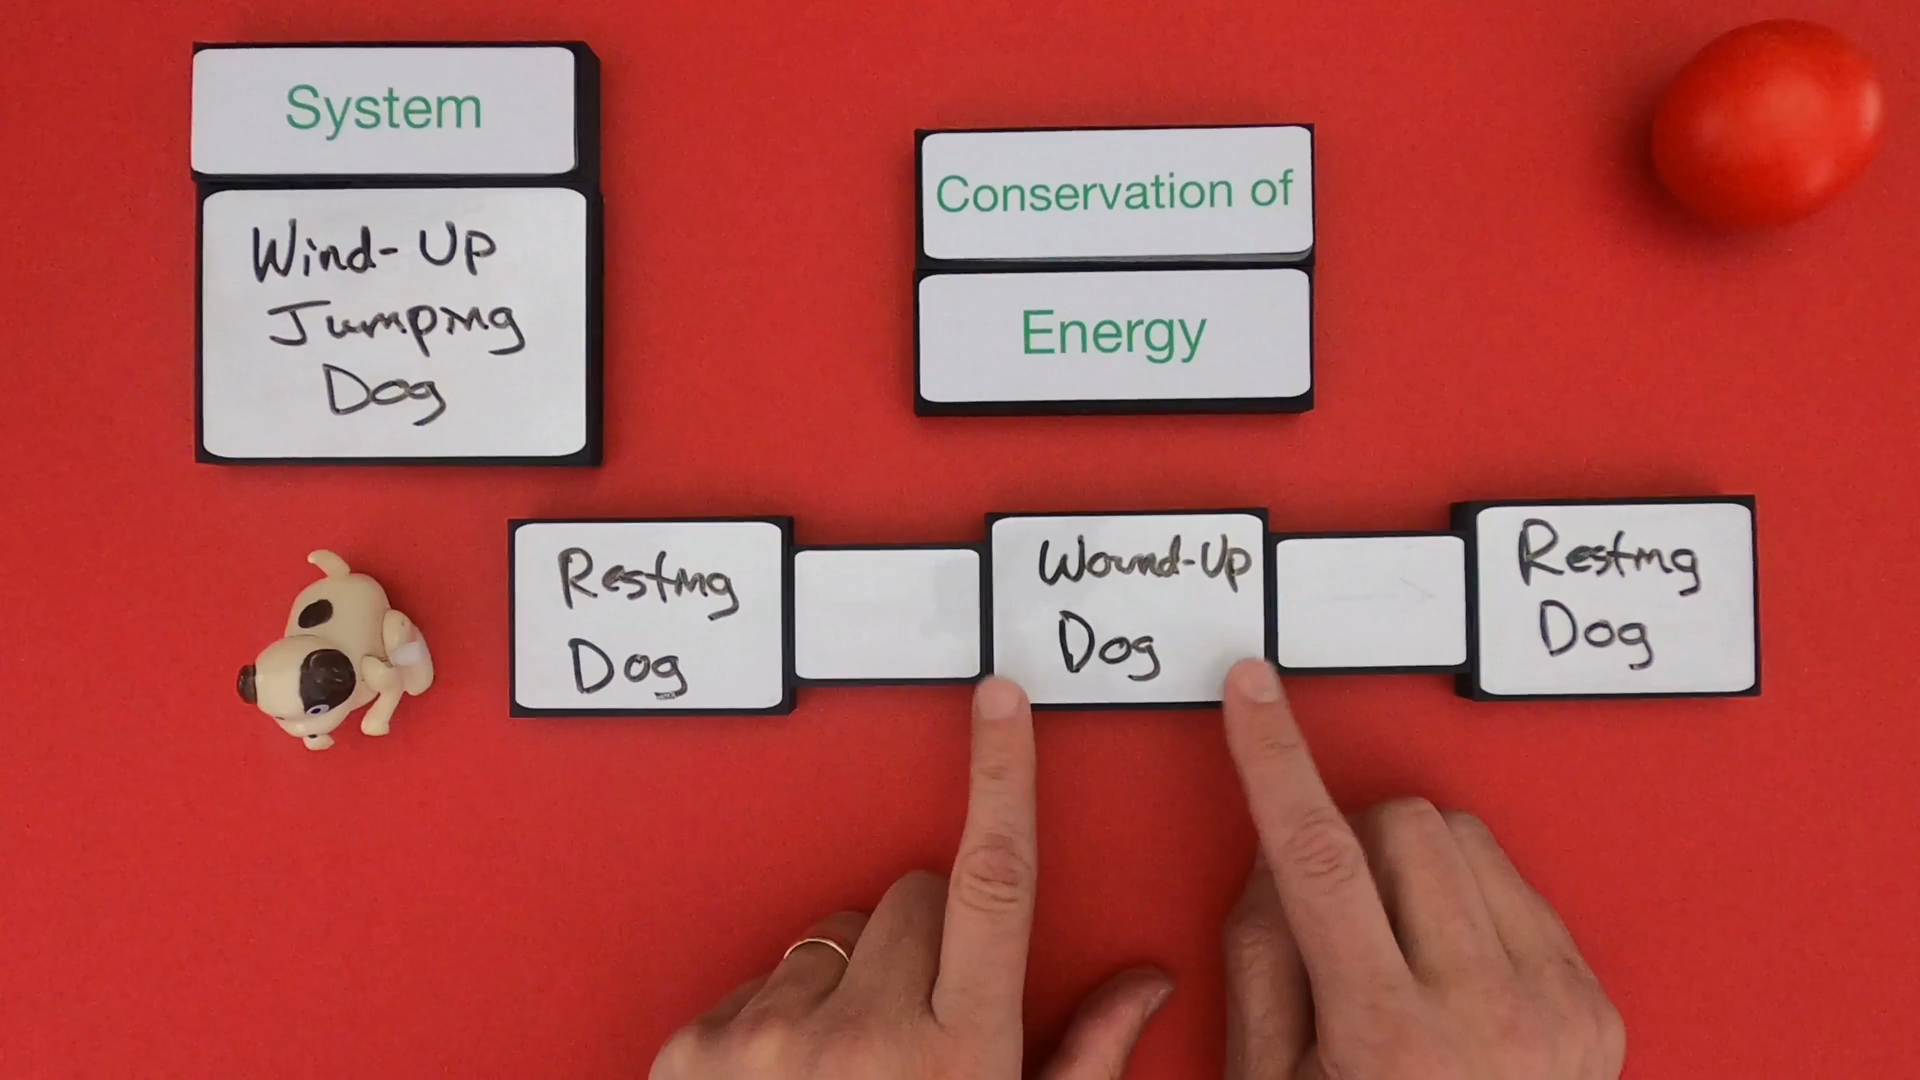 System
Wind-Up
Jumping
Dog
Conservation of
Energy
Resting
Dog
Wound-Up
Dog
Resting
Dog